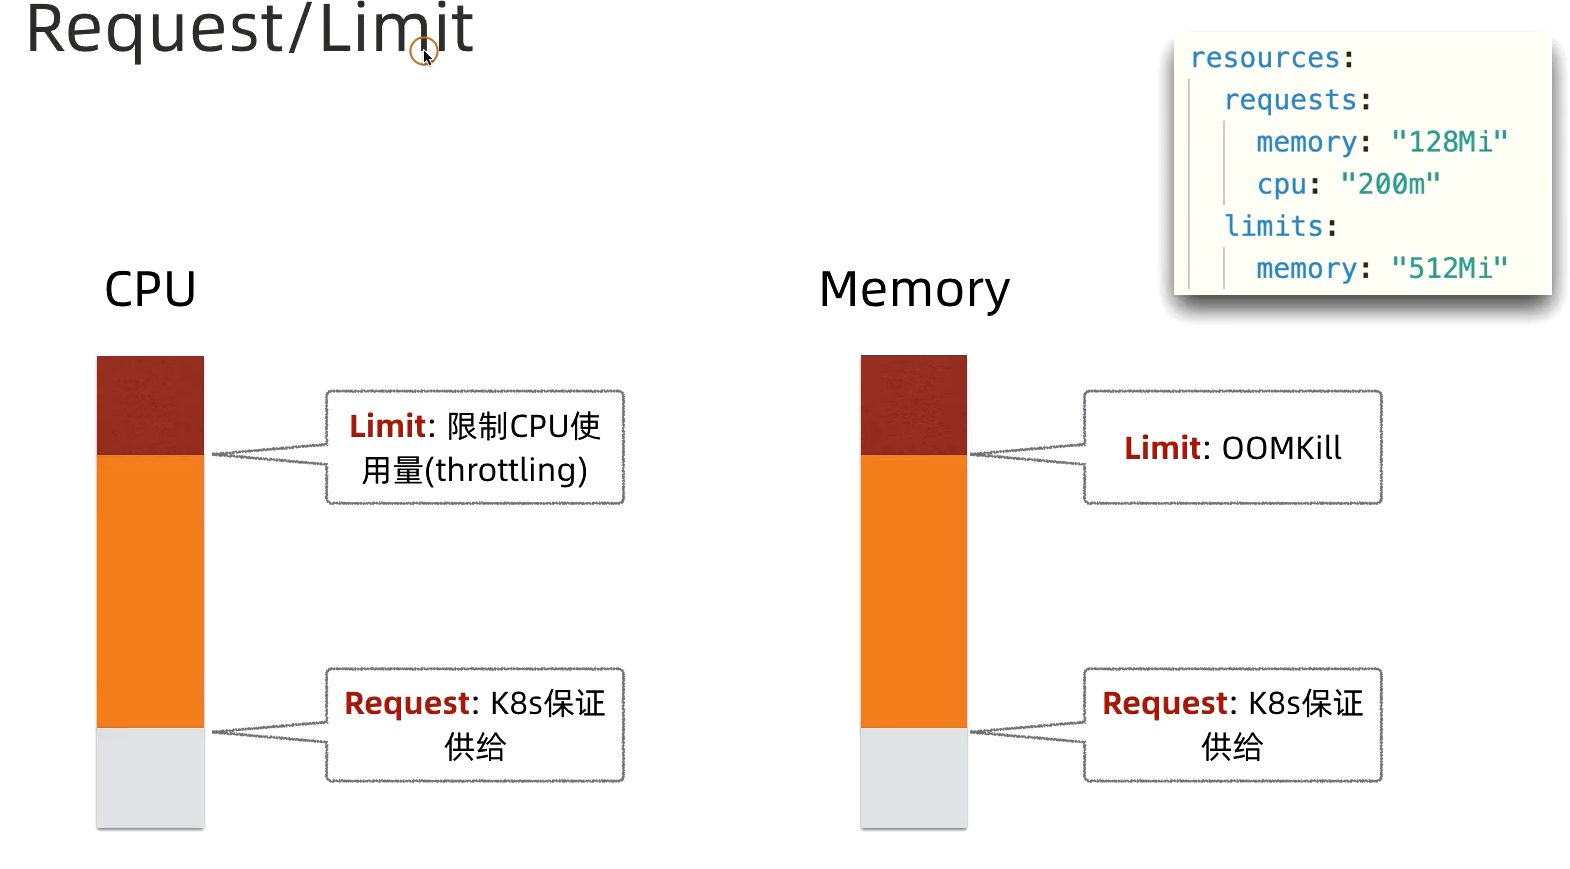 Request/Limit
resources:
requests:
memory: "128Mi"
cpu: "200m"
limits:
memory: "512Mi"
CPU
Memory
Limit: 限制CPU使
用量(throttling)
Limit: OOMKill
Request: K8s保证
供给
Request: K8s保证
供给